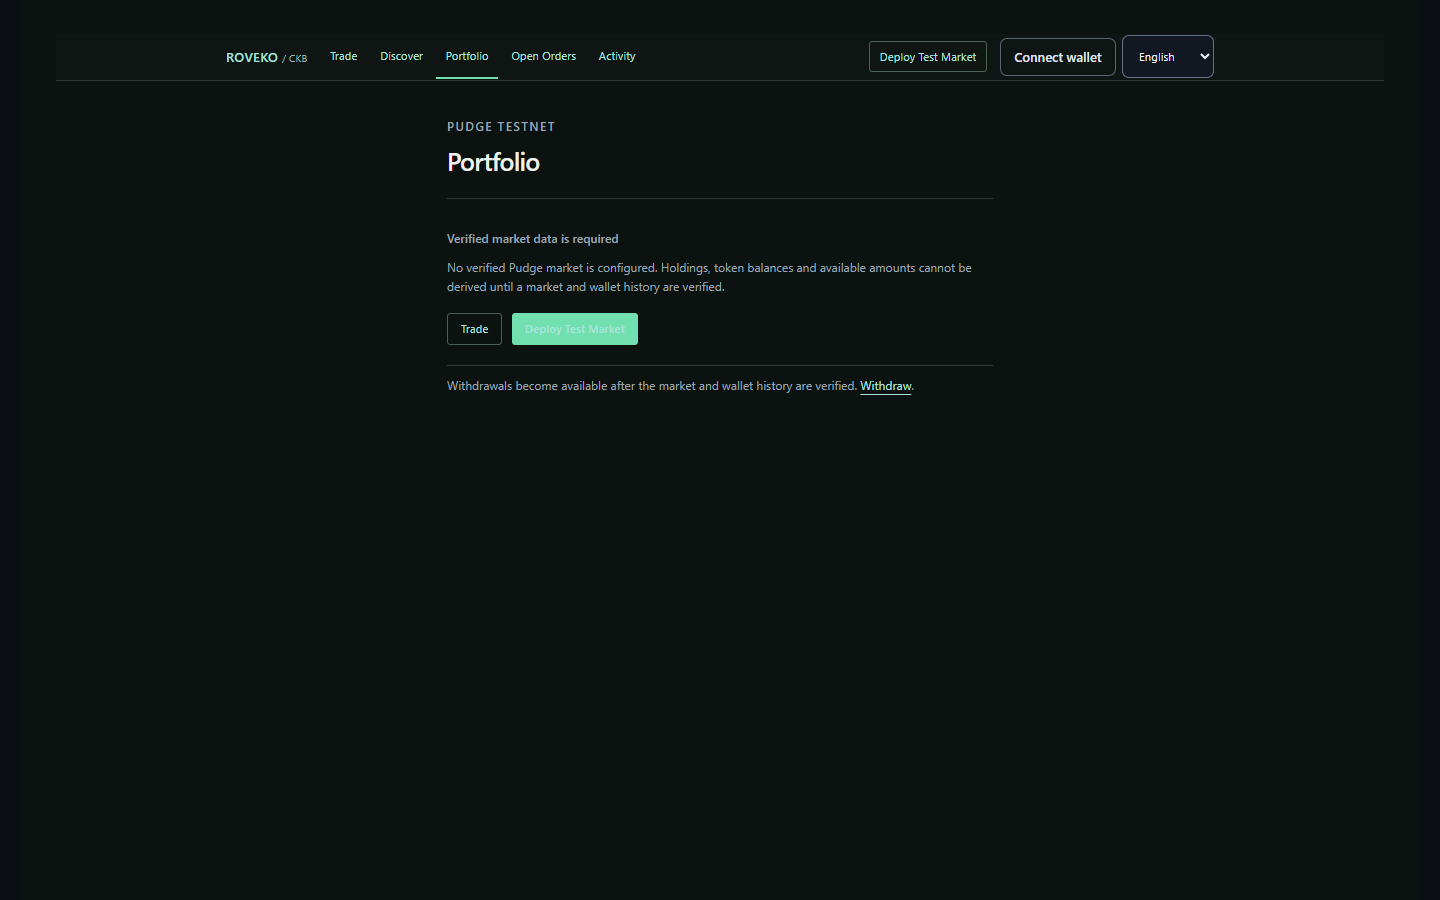 ROVEKO / CKB Trade Discover Portfolio Open Orders Activity Deploy Test Market Connect wallet English
PUDGE TESTNET
Portfolio
Verified market data is required
No verified Pudge market is configured. Holdings, token balances and available amounts cannot be
derived until a market and wallet history are verified.
Trade Deploy Test Market
Withdrawals become available after the market and wallet history are verified. Withdraw.